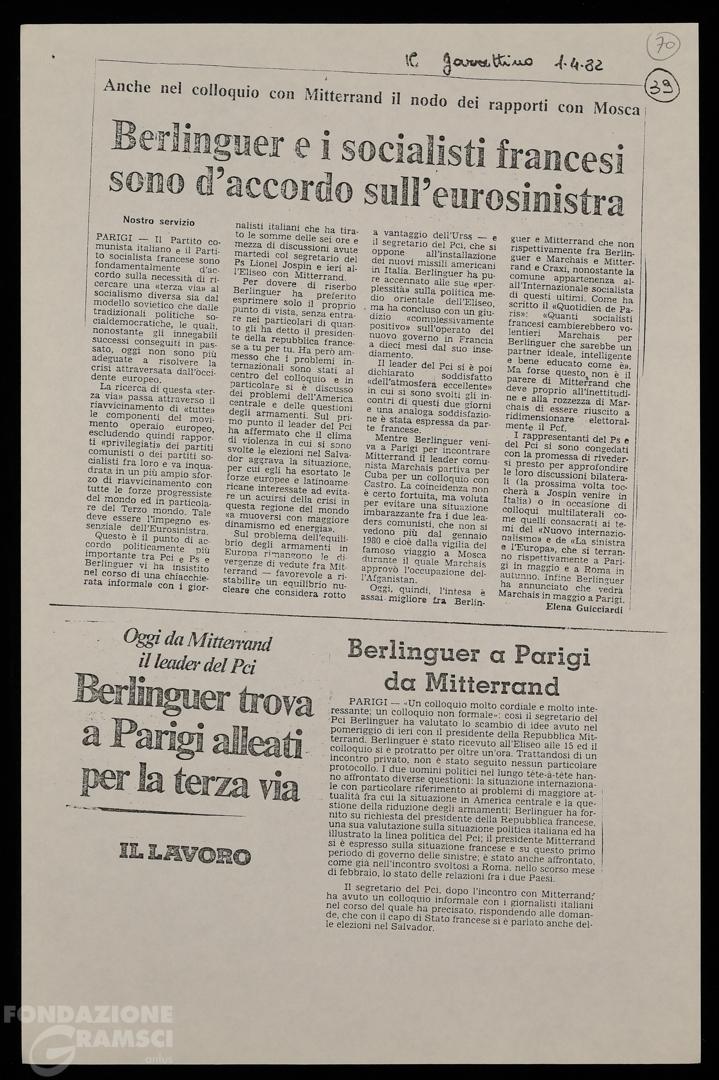 70
Il Gazzettino 1-4-82
39
Anche nel colloquio con Mitterrand il nodo dei rapporti con Mosca
Berlinguer e i socialisti francesi
sono d'accordo sull'eurosinistra
Nostro servizio
PARIGI — Il Partito co-
munista italiano e il Parti-
to socialista francese sono
fondamentalmente d'ac-
cordo sulla necessità di ri-
cercare una «terza via» al
socialismo diversa sia dal
modello sovietico che dalle
tradizionali politiche so-
cialdemocratiche, le quali,
nonostante gli innegabili
successi conseguiti in pas-
sato, oggi non sono più
adeguate a risolvere la
crisi attraversata dall'occi-
dente europeo.
La ricerca di questa «ter-
za via» passa attraverso il
riavvicinamento di «tutte»
le componenti del movi-
mento operaio europeo,
escludendo quindi rappor-
ti «privilegiati» dei partiti
comunisti o dei partiti so-
cialisti fra loro e va inqua-
drata in un più ampio sfor-
zo di riavvicinamento con
tutte le forze progressiste
del mondo ed in particola-
re del Terzo mondo. Tale
deve essere l'impegno es-
senziale dell'Eurosinistra.
Questo è il punto di ac-
cordo politicamente più
importante tra Pci e Ps e
Berlinguer vi ha insistito
nel corso di una chiacchie-
rata informale con i gior-
nalisti italiani che ha tira-
to le somme delle sei ore e
mezza di discussioni avute
martedì col segretario del
Ps Lionel Jospin e ieri al-
l'Eliseo con Mitterrand.
Per dovere di riserbo
Berlinguer ha preferito
esprimere solo il proprio
punto di vista, senza entra-
re nei particolari di quan-
to gli ha detto il presiden-
te della repubblica france-
se a tu per tu. Ha però am-
messo che i problemi in-
ternazionali sono stati al
centro del colloquio e in
particolare si è discusso
dei problemi dell'America
centrale e delle questioni
degli armamenti. Sul pri-
mo punto il leader del Pci
ha affermato che il clima
di violenza in cui si sono
svolte le elezioni nel Salva-
dor aggrava la situazione,
per cui egli ha esortato le
forze europee e latinoame-
ricane interessate ad evita-
re un acuirsi della crisi in
questa regione del mondo
«a muoversi con maggiore
dinamismo ed energia».
Sul problema dell'equili-
brio degli armamenti in
Europa rimangono le di-
vergenze di vedute fra Mit-
terrand — favorevole a ri-
stabilire un equilibrio nu-
cleare che considera rotto
a vantaggio dell'Urss — e
il segretario del Pci, che si
oppone all'installazione
dei nuovi missili americani
in Italia. Berlinguer ha pu-
re accennato alle sue «per-
plessità» sulla politica me-
dio orientale dell'Eliseo,
ma ha concluso con un giu-
dizio «complessivamente
positivo» sull'operato del
nuovo governo in Francia
a dieci mesi dal suo inse-
diamento.
Il leader del Pci si è poi
dichiarato soddisfatto
«dell'atmosfera eccellente»
in cui si sono svolti gli in-
contri di questi due giorni
e una analoga soddisfazio-
ne è stata espressa da par-
te francese.
Mentre Berlinguer veni-
va a Parigi per incontrare
Mitterrand il leader comu-
nista Marchais partiva per
Cuba per un colloquio con
Castro. La coincidenza non
è certo fortuita, ma voluta
per evitare una situazione
imbarazzante fra i due lea-
ders comunisti, che non si
vedono più dal gennaio
1980 e cioè dalla vigilia del
famoso viaggio a Mosca
durante il quale Marchais
approvò l'occupazione del-
l'Afganistan.
Oggi, quindi, l'intesa è
assai migliore fra Berlin-
guer e Mitterrand che non
rispettivamente fra Berlin-
guer e Marchais e Mitter-
rand e Craxi, nonostante la
comune appartenenza al-
l'Internazionale socialista
di questi ultimi. Come ha
scritto il «Quotidien de Pa-
ris»: «Quanti socialisti
francesi cambierebbero vo-
lentieri Marchais per
Berlinguer che sarebbe un
partner ideale, intelligente
e bene educato come è».
Ma forse questo non è il
parere di Mitterrand che
deve proprio all'inettitudi-
ne e alla rozzezza di Mar-
chais di essere riuscito a
ridimensionare elettoral-
mente il Pcf.
I rappresentanti del Ps e
del Pci si sono congedati
con la promessa di riveder-
si presto per approfondire
le loro discussioni bilatera-
li (la prossima volta toc-
cherà a Jospin venire in
Italia) o in occasione di
colloqui multilaterali co-
me quelli consacrati ai te-
mi del «Nuovo internazio-
nalismo» e de «La sinistra
e l'Europa», che si terran-
no rispettivamente a Pari-
gi in maggio e a Roma in
autunno. Infine Berlinguer
ha annunciato che vedrà
Marchais in maggio a Parigi.
Elena Guicciardi
Oggi da Mitterrand
il leader del Pci
Berlinguer trova
a Parigi alleati
per la terza via
IL LAVORO
Berlinguer a Parigi
da Mitterrand
PARIGI — «Un colloquio molto cordiale e molto inte-
ressante; un colloquio non formale»: così il segretario del
Pci Berlinguer ha valutato lo scambio di idee avuto nel
pomeriggio di ieri con il presidente della Repubblica Mit-
terrand. Berlinguer è stato ricevuto all'Eliseo alle 15 ed il
colloquio si è protratto per oltre un'ora. Trattandosi di un
incontro privato, non è stato seguito nessun particolare
protocollo. I due uomini politici nel lungo tête-à-tête han-
no affrontato diverse questioni: la situazione internaziona-
le con particolare riferimento ai problemi di maggiore at-
tualità fra cui la situazione in America centrale e la que-
stione della riduzione degli armamenti; Berlinguer ha for-
nito su richiesta del presidente della Repubblica francese,
una sua valutazione sulla situazione politica italiana ed ha
illustrato la linea politica del Pci; il presidente Mitterrand
si è espresso sulla situazione francese e su questo primo
periodo di governo delle sinistre; è stato anche affrontato,
come già nell'incontro svoltosi a Roma, nello scorso mese
di febbraio, lo stato delle relazioni fra i due Paesi.
Il segretario del Pci, dopo l'incontro con Mitterrand,
ha avuto un colloquio informale con i giornalisti italiani
nel corso del quale ha precisato, rispondendo alle doman-
de, che con il capo di Stato francese si è parlato anche del-
le elezioni nel Salvador.
FONDAZIONE
GRAMSCI
onlus